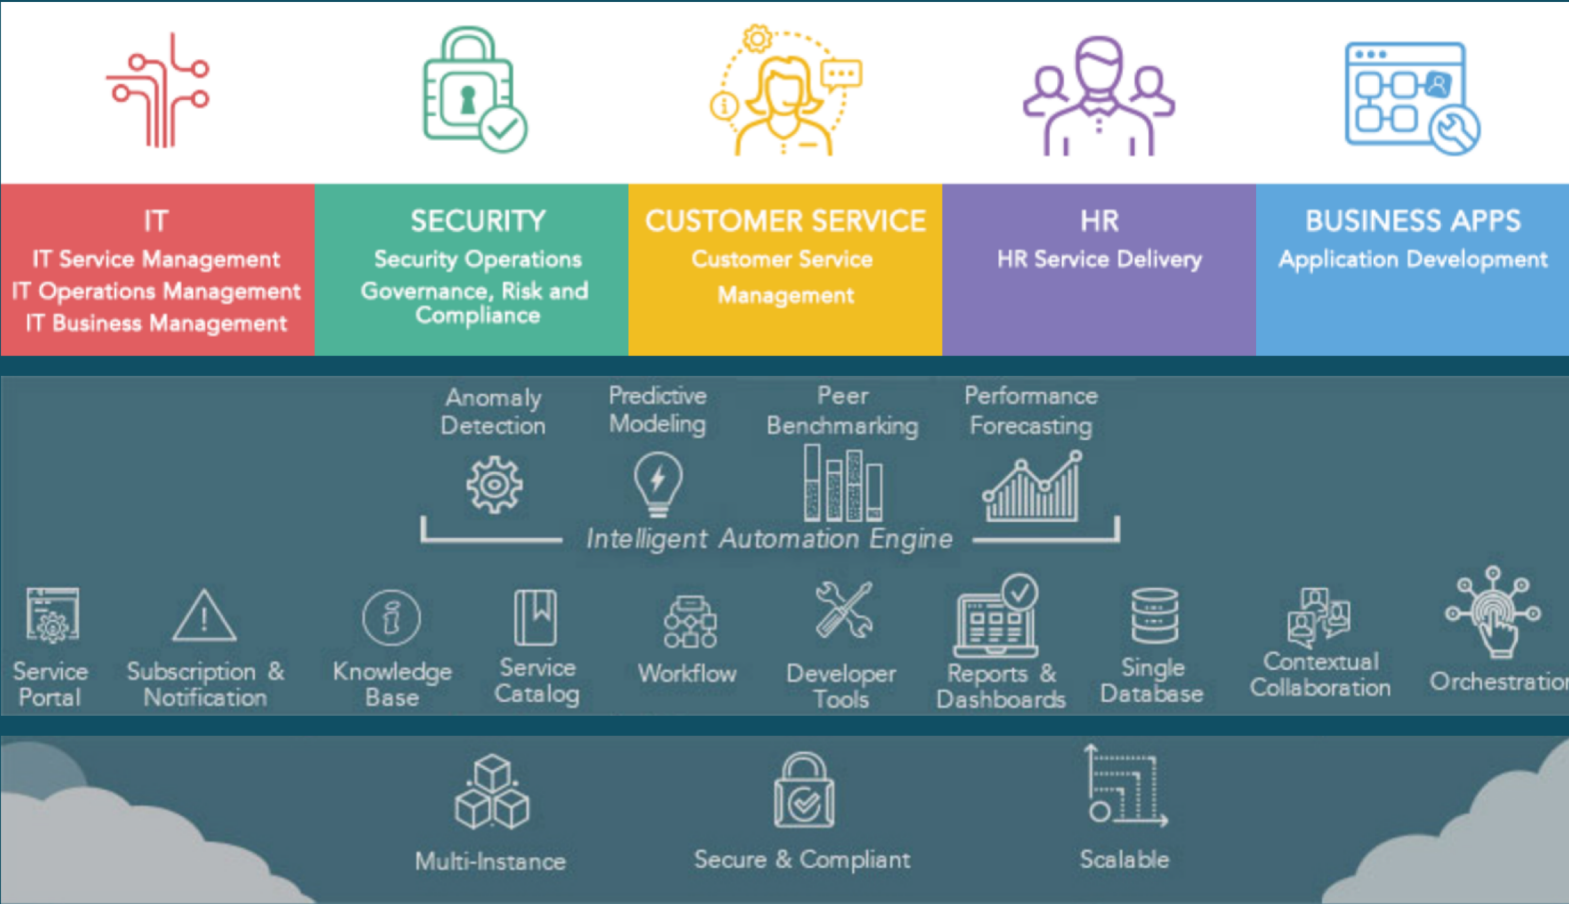 IT
IT Service Management
IT Operations Management
IT Business Management
SECURITY
Security Operations
Governance, Risk and
Compliance
CUSTOMER SERVICE
Customer Service
Management
HR
HR Service Delivery
BUSINESS APPS
Application Development
Anomaly
Detection
Predictive
Modeling
Peer
Benchmarking
Performance
Forecasting
Intelligent Automation Engine
Service
Portal
Subscription &
Notification
Knowledge
Base
Service
Catalog
Workflow
Developer
Tools
Reports &
Dashboards
Single
Database
Contextual
Collaboration
Orchestration
Multi-Instance
Secure & Compliant
Scalable